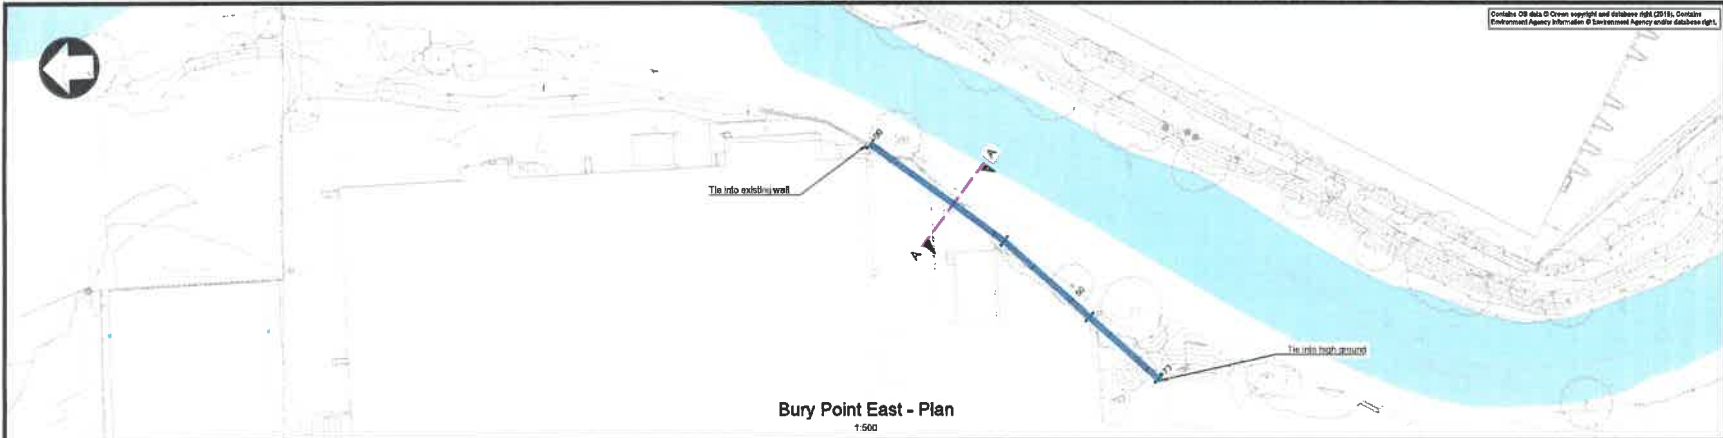 Contains OS data © Crown copyright and database right (2018). Contains
Environment Agency information © Environment Agency and/or database right.
Tie into existing wall
A
A
Tie into high ground
Bury Point East - Plan
1:500